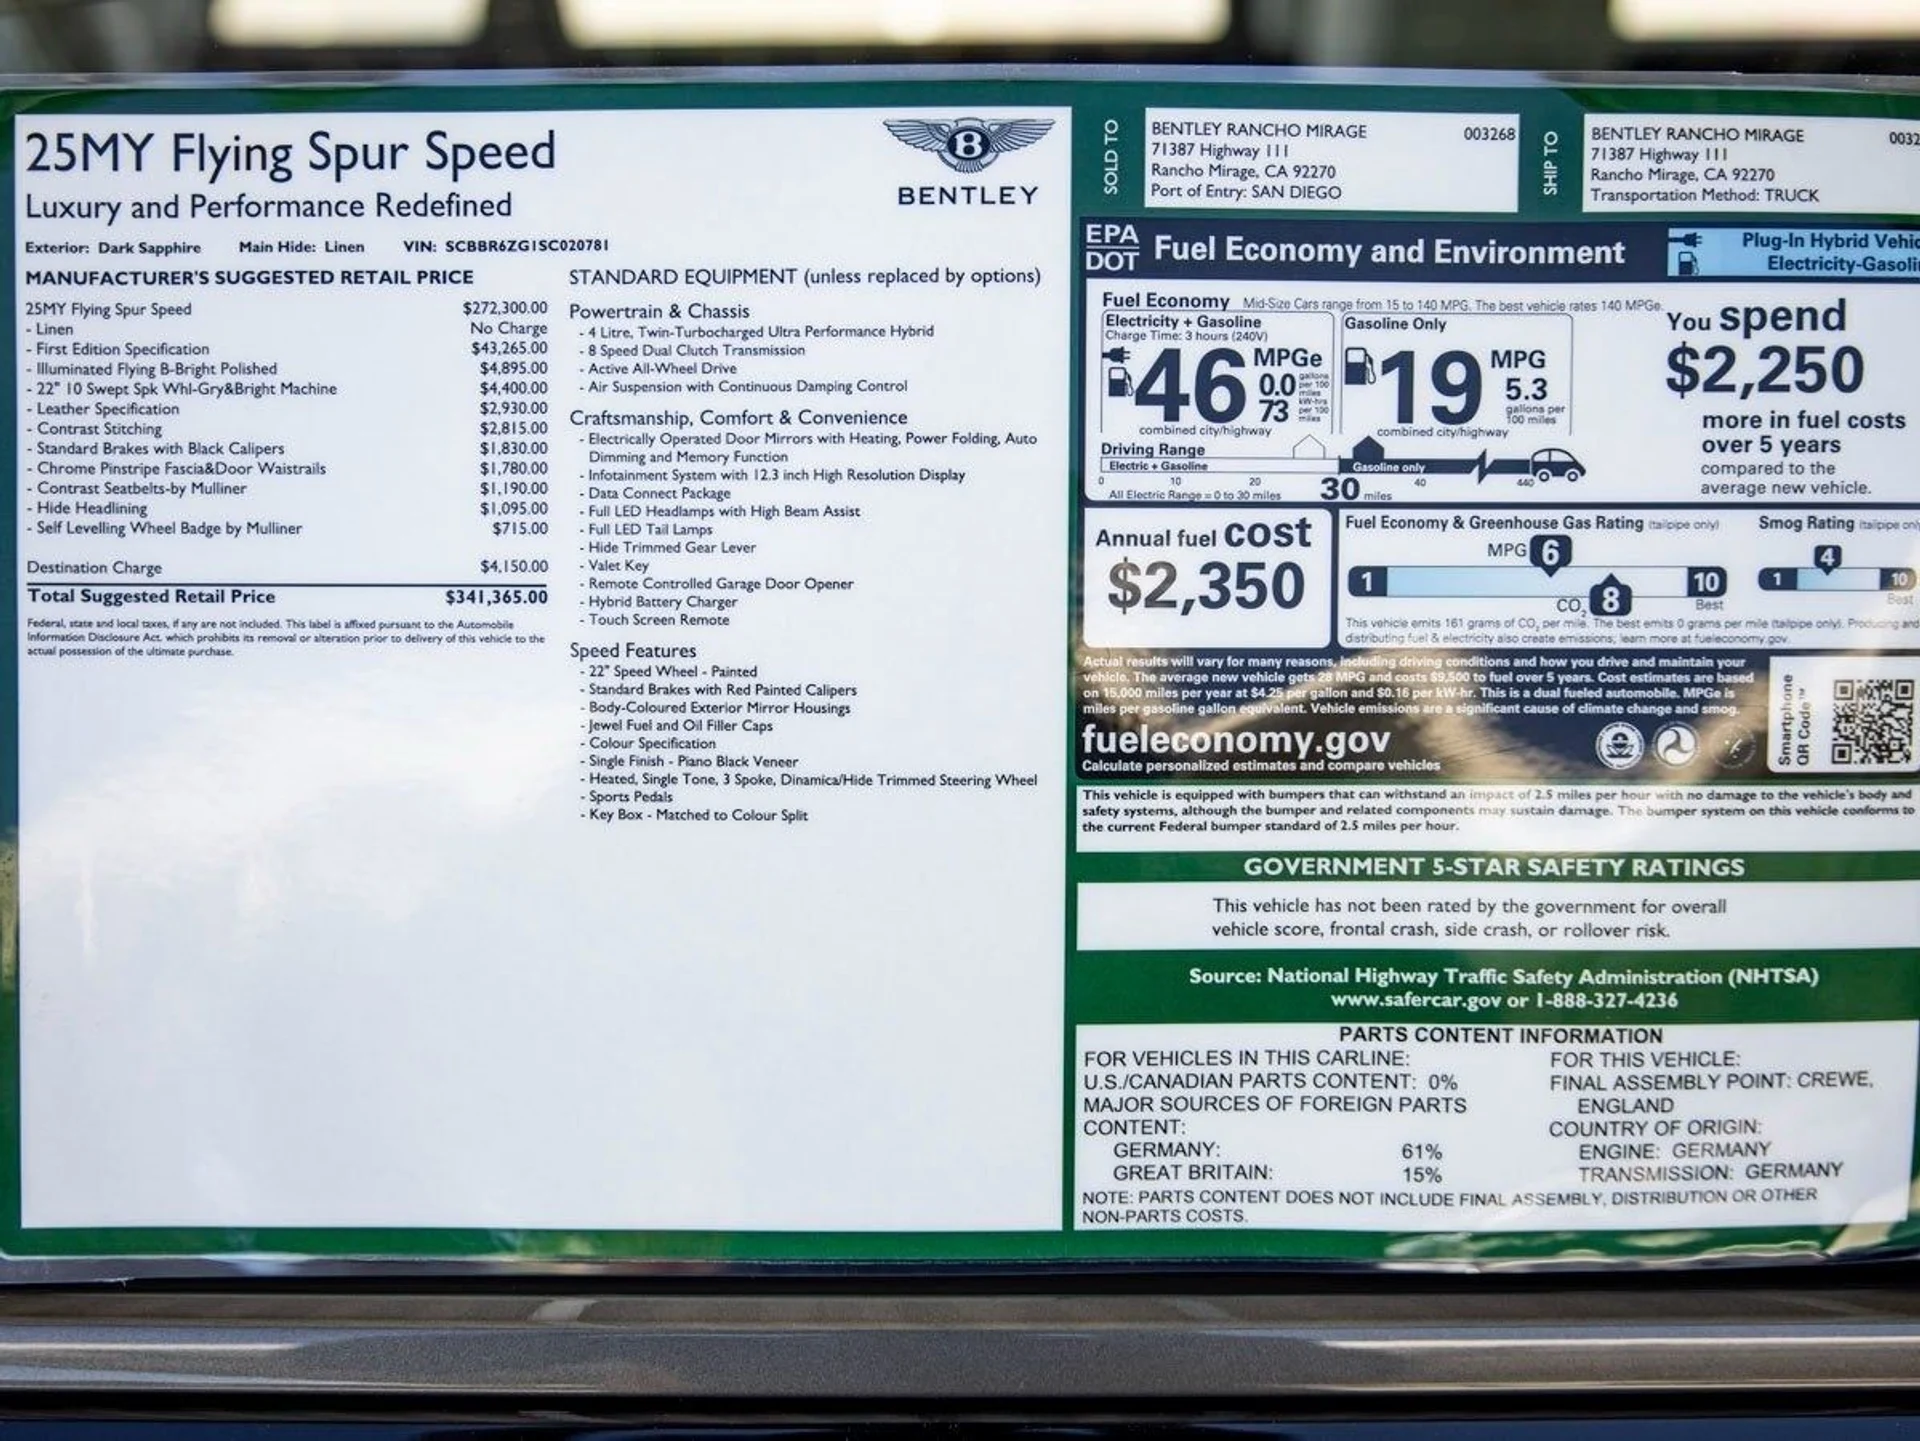 25MY Flying Spur Speed
Luxury and Performance Redefined
BENTLEY
Exterior: Dark Sapphire Main Hide: Linen VIN: SCBBR6ZG1SC020781
MANUFACTURER'S SUGGESTED RETAIL PRICE
25MY Flying Spur Speed $272,300.00
- Linen No Charge
- First Edition Specification $43,265.00
- Illuminated Flying B-Bright Polished $4,895.00
- 22" 10 Swept Spk Whl-Gry&Bright Machine $4,400.00
- Leather Specification $2,930.00
- Contrast Stitching $2,815.00
- Standard Brakes with Black Calipers $1,830.00
- Chrome Pinstripe Fascia&Door Waistrails $1,780.00
- Contrast Seatbelts-by Mulliner $1,190.00
- Hide Headlining $1,095.00
- Self Levelling Wheel Badge by Mulliner $715.00
Destination Charge $4,150.00
Total Suggested Retail Price $341,365.00
Federal, state and local taxes, if any are not included. This label is affixed pursuant to the Automobile
Information Disclosure Act. which prohibits its removal or alteration prior to delivery of this vehicle to the
actual possession of the ultimate purchase.
STANDARD EQUIPMENT (unless replaced by options)
Powertrain & Chassis
- 4 Litre, Twin-Turbocharged Ultra Performance Hybrid
- 8 Speed Dual Clutch Transmission
- Active All-Wheel Drive
- Air Suspension with Continuous Damping Control
Craftsmanship, Comfort & Convenience
- Electrically Operated Door Mirrors with Heating, Power Folding, Auto
Dimming and Memory Function
- Infotainment System with 12.3 inch High Resolution Display
- Data Connect Package
- Full LED Headlamps with High Beam Assist
- Full LED Tail Lamps
- Hide Trimmed Gear Lever
- Valet Key
- Remote Controlled Garage Door Opener
- Hybrid Battery Charger
- Touch Screen Remote
Speed Features
- 22" Speed Wheel - Painted
- Standard Brakes with Red Painted Calipers
- Body-Coloured Exterior Mirror Housings
- Jewel Fuel and Oil Filler Caps
- Colour Specification
- Single Finish - Piano Black Veneer
- Heated, Single Tone, 3 Spoke, Dinamica/Hide Trimmed Steering Wheel
- Sports Pedals
- Key Box - Matched to Colour Split
SOLD TO
BENTLEY RANCHO MIRAGE 003268
71387 Highway 111
Rancho Mirage, CA 92270
Port of Entry: SAN DIEGO
SHIP TO
BENTLEY RANCHO MIRAGE 0032
71387 Highway 111
Rancho Mirage, CA 92270
Transportation Method: TRUCK
EPA
DOT
Fuel Economy and Environment
Plug-In Hybrid Vehic
Electricity-Gasoli
Fuel Economy Mid-Size Cars range from 15 to 140 MPG. The best vehicle rates 140 MPGe.
Electricity + Gasoline
Charge Time: 3 hours (240V)
46 MPGe
0.0 gallons per 100 miles
73 kW-hrs per 100 miles
combined city/highway
Gasoline Only
19 MPG
5.3
gallons per
100 miles
combined city/highway
You spend
$2,250
more in fuel costs
over 5 years
compared to the
average new vehicle.
Driving Range
Electric + Gasoline Gasoline only
0 10 20 30 miles 40 440
All Electric Range = 0 to 30 miles
Annual fuel cost
$2,350
Fuel Economy & Greenhouse Gas Rating (tailpipe only)
MPG 6
1 10
CO2 8 Best
Smog Rating (tailpipe onl
4
1 10
Best
This vehicle emits 161 grams of CO2 per mile. The best emits 0 grams per mile (tailpipe only). Producing and
distributing fuel & electricity also create emissions; learn more at fueleconomy.gov.
Actual results will vary for many reasons, including driving conditions and how you drive and maintain your
vehicle. The average new vehicle gets 28 MPG and costs $9,500 to fuel over 5 years. Cost estimates are based
on 15,000 miles per year at $4.25 per gallon and $0.16 per kW-hr. This is a dual fueled automobile. MPGe is
miles per gasoline gallon equivalent. Vehicle emissions are a significant cause of climate change and smog.
fueleconomy.gov
Calculate personalized estimates and compare vehicles
Smartphone
QR Code™
This vehicle is equipped with bumpers that can withstand an impact of 2.5 miles per hour with no damage to the vehicle's body and
safety systems, although the bumper and related components may sustain damage. The bumper system on this vehicle conforms to
the current Federal bumper standard of 2.5 miles per hour.
GOVERNMENT 5-STAR SAFETY RATINGS
This vehicle has not been rated by the government for overall
vehicle score, frontal crash, side crash, or rollover risk.
Source: National Highway Traffic Safety Administration (NHTSA)
www.safercar.gov or 1-888-327-4236
PARTS CONTENT INFORMATION
FOR VEHICLES IN THIS CARLINE:
U.S./CANADIAN PARTS CONTENT: 0%
MAJOR SOURCES OF FOREIGN PARTS
CONTENT:
GERMANY: 61%
GREAT BRITAIN: 15%
FOR THIS VEHICLE:
FINAL ASSEMBLY POINT: CREWE,
ENGLAND
COUNTRY OF ORIGIN:
ENGINE: GERMANY
TRANSMISSION: GERMANY
NOTE: PARTS CONTENT DOES NOT INCLUDE FINAL ASSEMBLY, DISTRIBUTION OR OTHER
NON-PARTS COSTS.